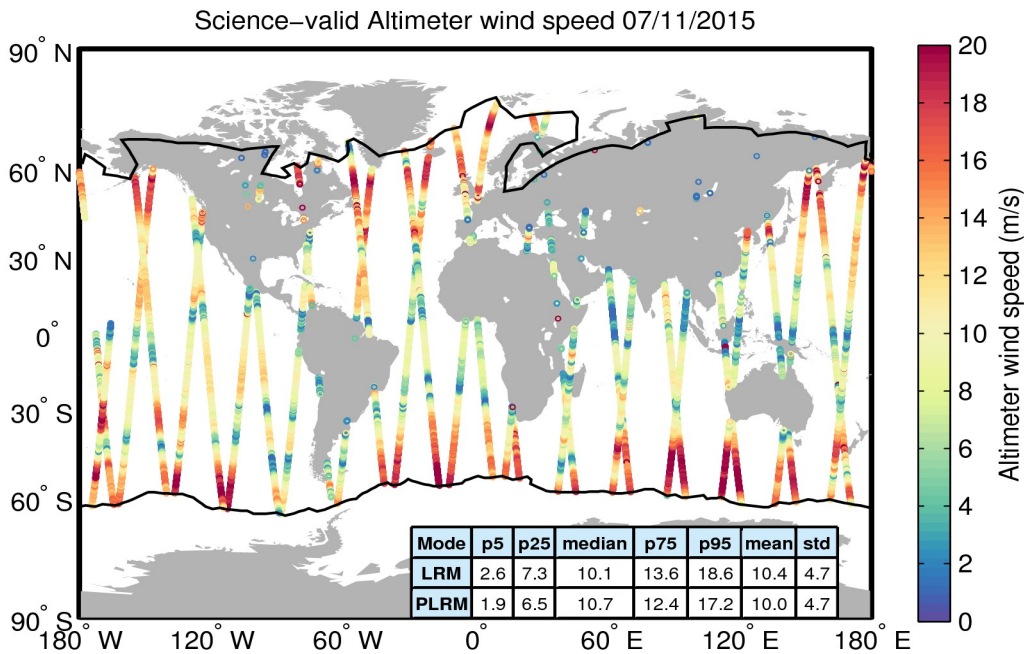 Science−valid Altimeter wind speed 07/11/2015
90° N
60° N
30° N
0°
30° S
60° S
90° S
180° W
120° W
60° W
0°
60° E
120° E
180° E
Mode p5 p25 median p75 p95 mean std
LRM 2.6 7.3 10.1 13.6 18.6 10.4 4.7
PLRM 1.9 6.5 10.7 12.4 17.2 10.0 4.7
20
18
16
14
12
10
8
6
4
2
0
Altimeter wind speed (m/s)